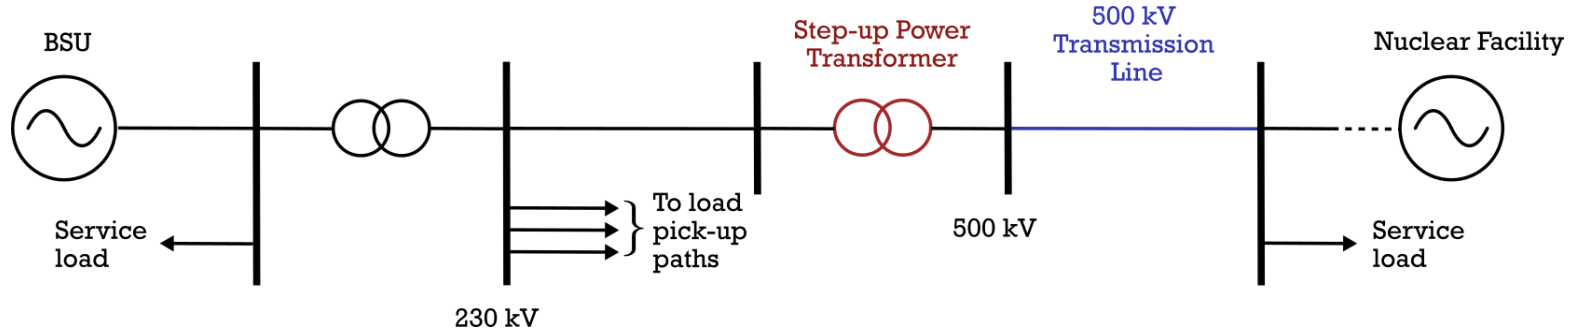 BSU
Service
load
230 kV
To load
pick-up
paths
Step-up Power
Transformer
500 kV
500 kV
Transmission
Line
Nuclear Facility
Service
load